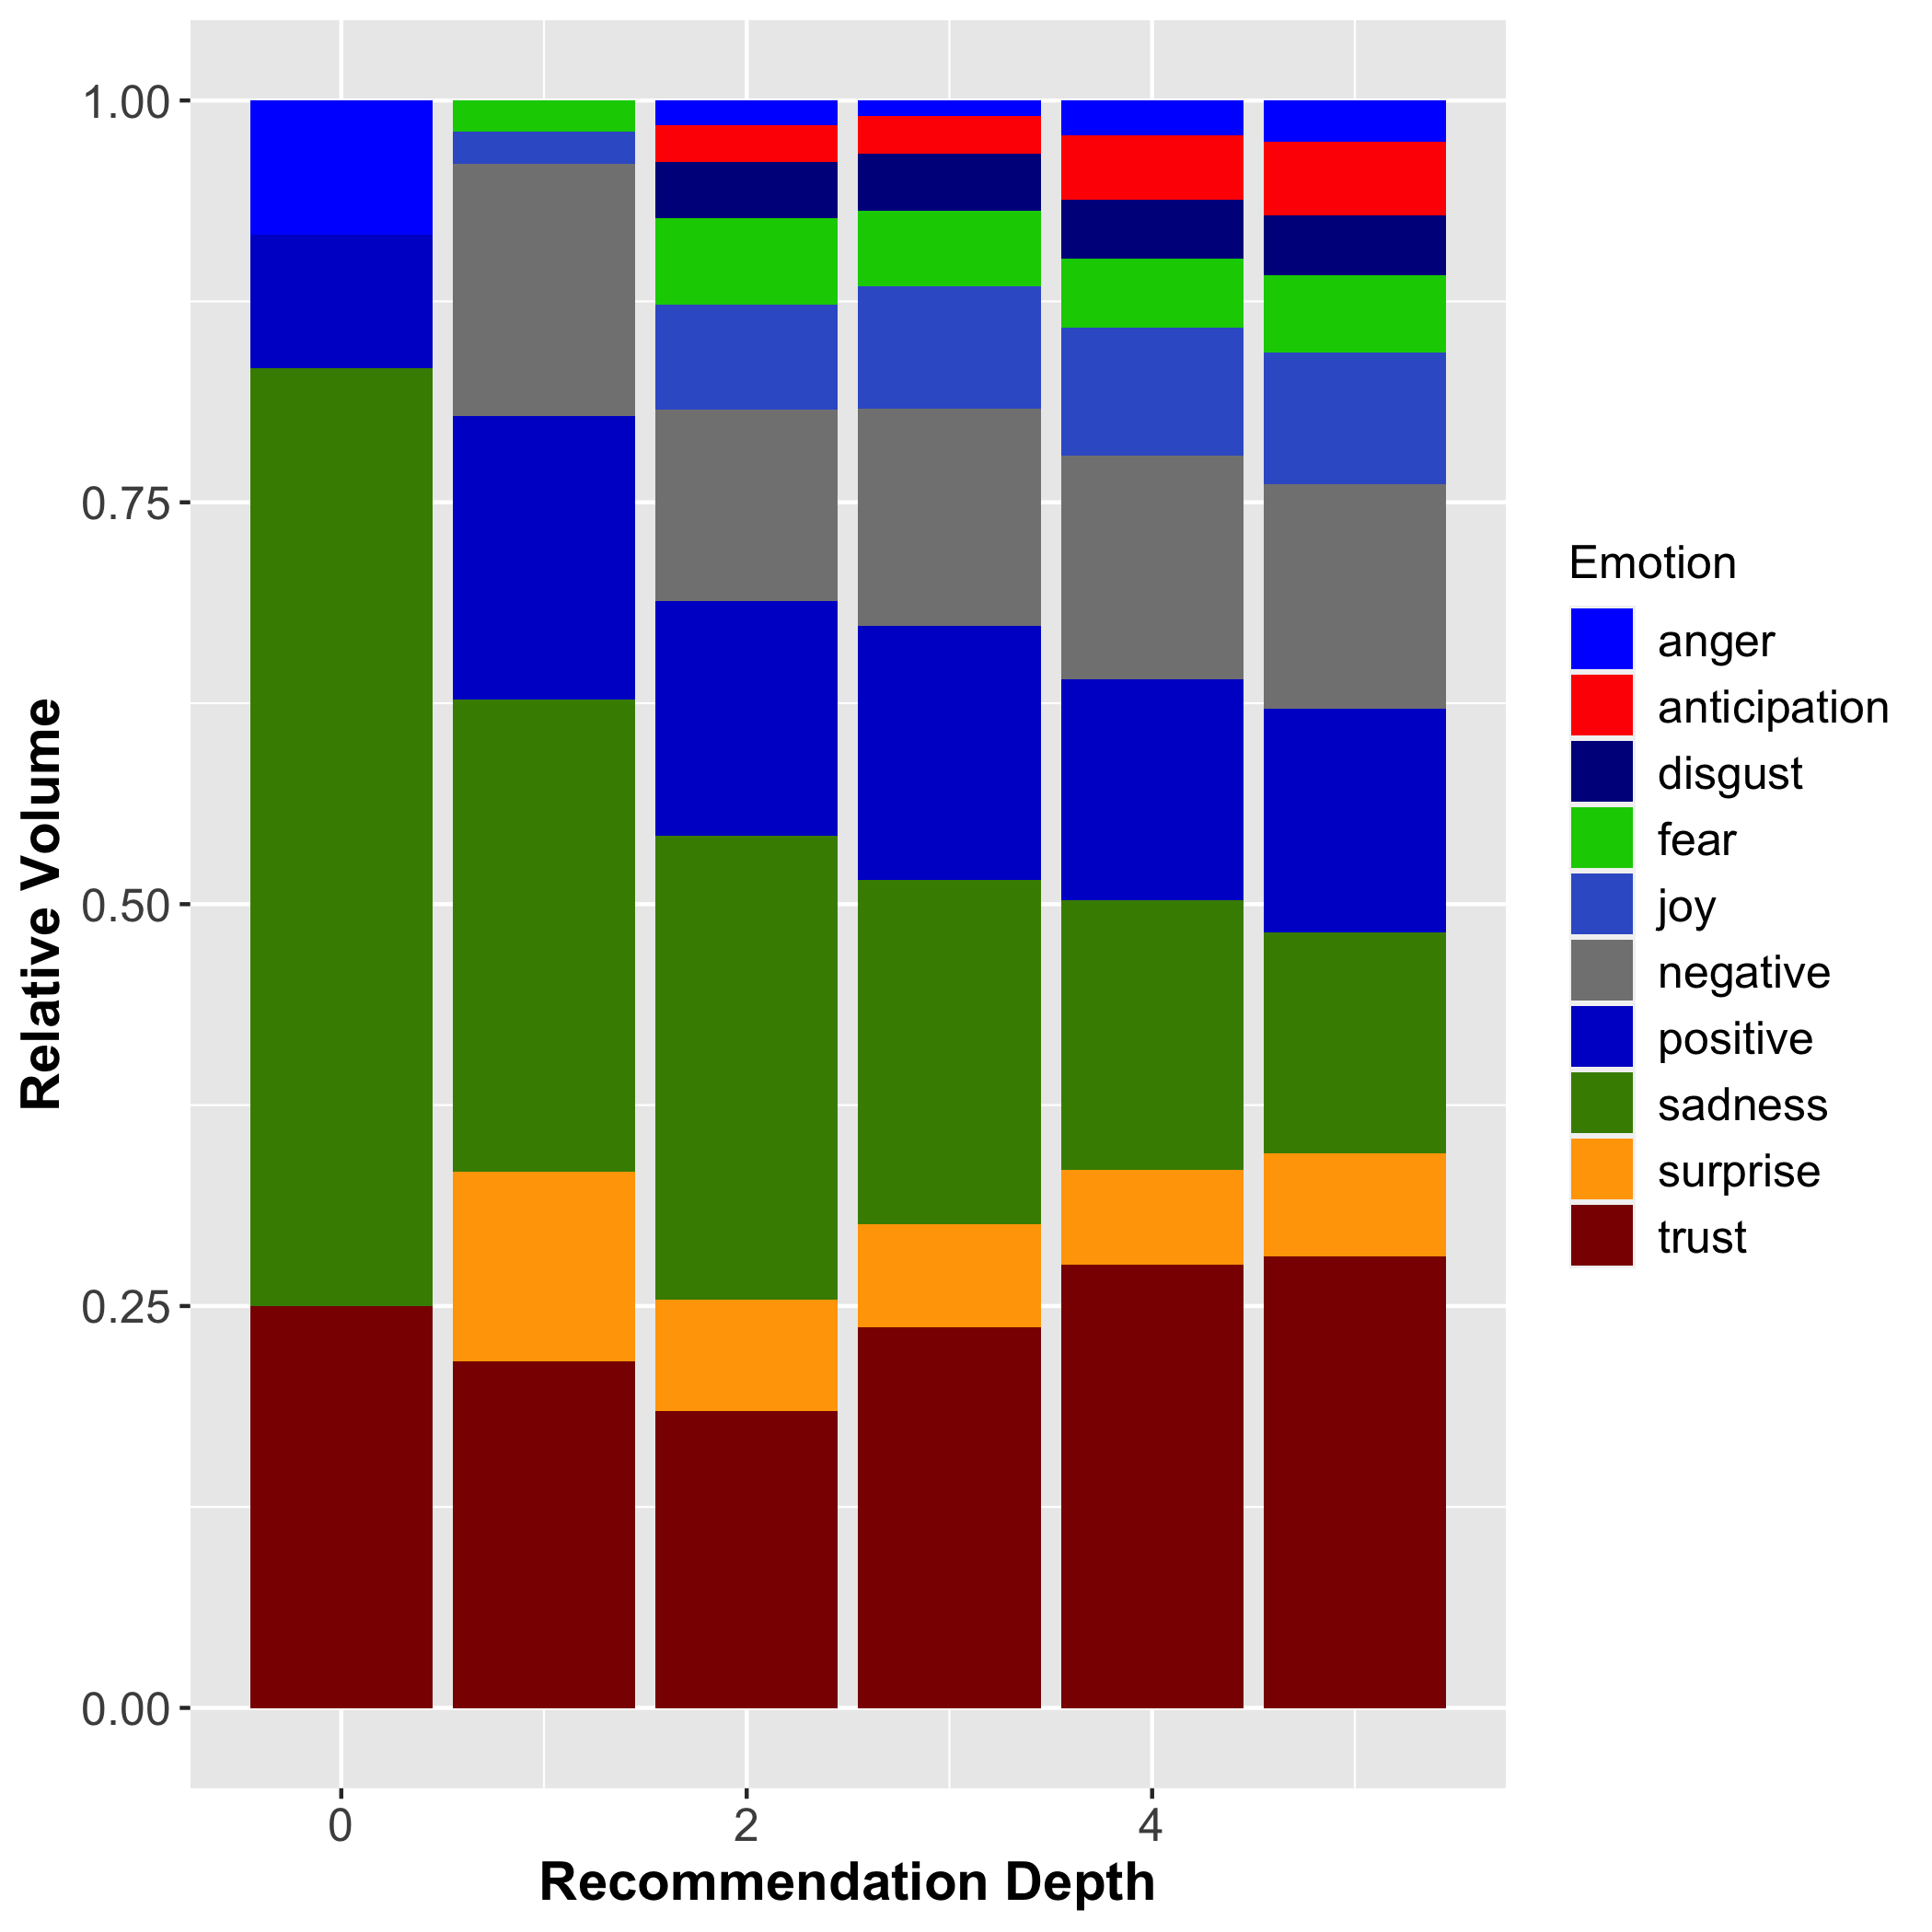 Relative Volume
1.00
0.75
0.50
0.25
0.00
0
2
4
Recommendation Depth
Emotion
anger
anticipation
disgust
fear
joy
negative
positive
sadness
surprise
trust